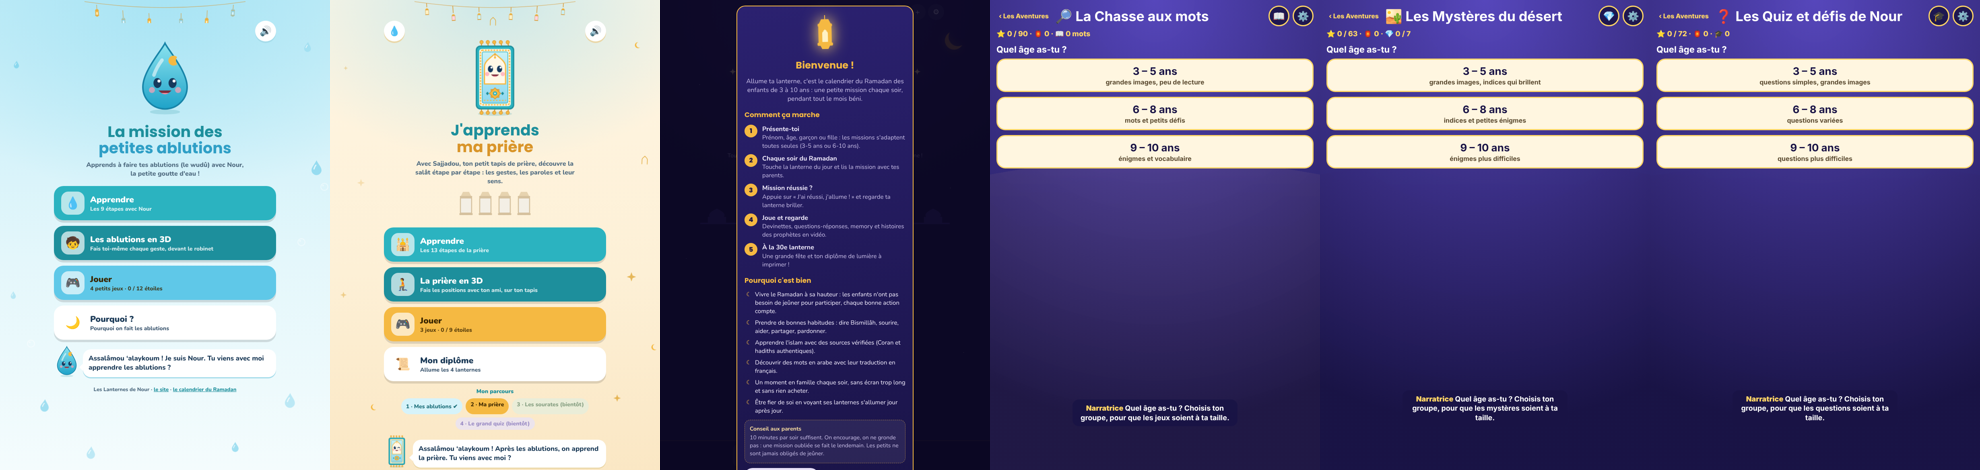 La mission des
petites ablutions
Apprends à faire tes ablutions (le wudû) avec Nour,
la petite goutte d'eau !
Apprendre
Les 9 étapes avec Nour
Les ablutions en 3D
Fais toi-même chaque geste, devant le robinet
Jouer
4 petits jeux · 0 / 12 étoiles
Pourquoi ?
Pourquoi on fait les ablutions
Assalâmou 'alaykoum ! Je suis Nour. Tu viens avec moi
apprendre les ablutions ?
Les Lanternes de Nour · le site · le calendrier du Ramadan
J'apprends
ma prière
Avec Sajjadou, ton petit tapis de prière, découvre la
salât étape par étape : les gestes, les paroles et leur
sens.
Apprendre
Les 13 étapes de la prière
La prière en 3D
Fais les positions avec ton ami, sur ton tapis
Jouer
3 jeux · 0 / 9 étoiles
Mon diplôme
Allume les 4 lanternes
Mon parcours
1 · Mes ablutions ✔
2 · Ma prière
3 · Les sourates (bientôt)
4 · Le grand quiz (bientôt)
Assalâmou 'alaykoum ! Après les ablutions, on apprend
la prière. Tu viens avec moi ?
Bienvenue !
Allume ta lanterne, c'est le calendrier du Ramadan des
enfants de 3 à 10 ans : une petite mission chaque soir,
pendant tout le mois béni.
Comment ça marche
1 Présente-toi
Prénom, âge, garçon ou fille : les missions s'adaptent
toutes seules (3-5 ans ou 6-10 ans).
2 Chaque soir du Ramadan
Touche la lanterne du jour et lis la mission avec tes
parents.
3 Mission réussie ?
Appuie sur « J'ai réussi, j'allume ! » et regarde ta
lanterne briller.
4 Joue et regarde
Devinettes, questions-réponses, memory et histoires
des prophètes en vidéo.
5 À la 30e lanterne
Une grande fête et ton diplôme de lumière à
imprimer !
Pourquoi c'est bien
Vivre le Ramadan à sa hauteur : les enfants n'ont pas
besoin de jeûner pour participer, chaque bonne action
compte.
Prendre de bonnes habitudes : dire Bismillâh, sourire,
aider, partager, pardonner.
Apprendre l'islam avec des sources vérifiées (Coran et
hadiths authentiques).
Découvrir des mots en arabe avec leur traduction en
français.
Un moment en famille chaque soir, sans écran trop long
et sans rien acheter.
Être fier de soi en voyant ses lanternes s'allumer jour
après jour.
Conseil aux parents
10 minutes par soir suffisent. On encourage, on ne gronde
pas : une mission oubliée se fait le lendemain. Les petits ne
sont jamais obligés de jeûner.
‹ Les Aventures
La Chasse aux mots
0 / 90 · 0 · 0 mots
Quel âge as-tu ?
3 – 5 ans
grandes images, peu de lecture
6 – 8 ans
mots et petits défis
9 – 10 ans
énigmes et vocabulaire
Narratrice Quel âge as-tu ? Choisis ton
groupe, pour que les jeux soient à ta taille.
‹ Les Aventures
Les Mystères du désert
0 / 63 · 0 · 0 / 7
Quel âge as-tu ?
3 – 5 ans
grandes images, indices qui brillent
6 – 8 ans
indices et petites énigmes
9 – 10 ans
énigmes plus difficiles
Narratrice Quel âge as-tu ? Choisis ton
groupe, pour que les mystères soient à ta
taille.
‹ Les Aventures
Les Quiz et défis de Nour
0 / 72 · 0 · 0
Quel âge as-tu ?
3 – 5 ans
questions simples, grandes images
6 – 8 ans
questions variées
9 – 10 ans
questions plus difficiles
Narratrice Quel âge as-tu ? Choisis ton
groupe, pour que les questions soient à ta
taille.